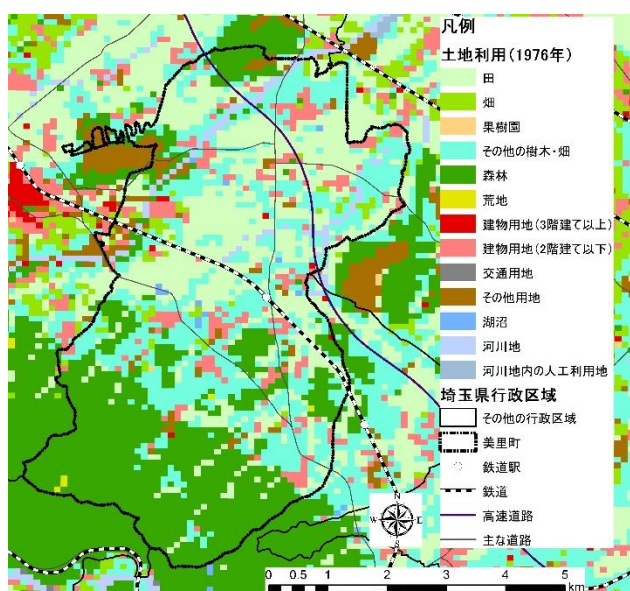 凡例
土地利用(1976年)
田
畑
果樹園
その他の樹木・畑
森林
荒地
建物用地(3階建て以上)
建物用地(2階建て以下)
交通用地
その他用地
湖沼
河川地
河川地内の人工利用地
埼玉県行政区域
その他の行政区域
美里町
鉄道駅
鉄道
高速道路
主な道路
N
W E
S
0 0.5 1 2 3 4 5
km